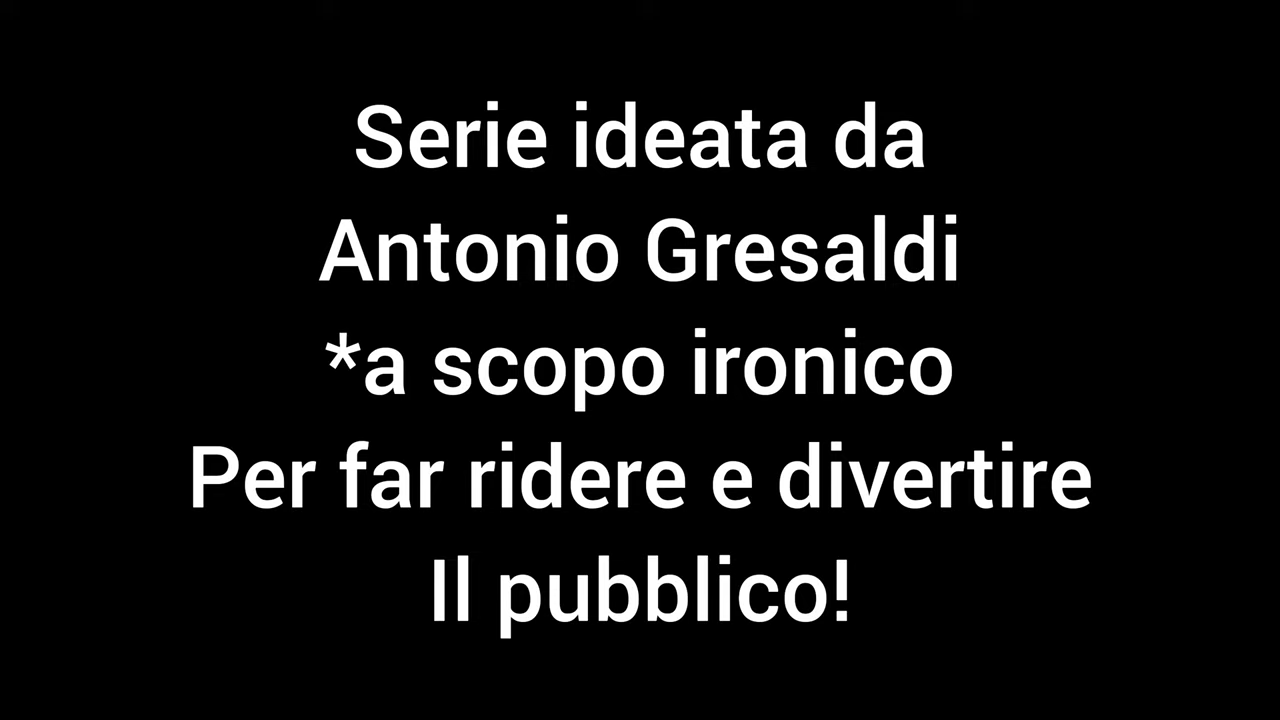 Serie ideata da
Antonio Gresaldi
*a scopo ironico
Per far ridere e divertire
Il pubblico!